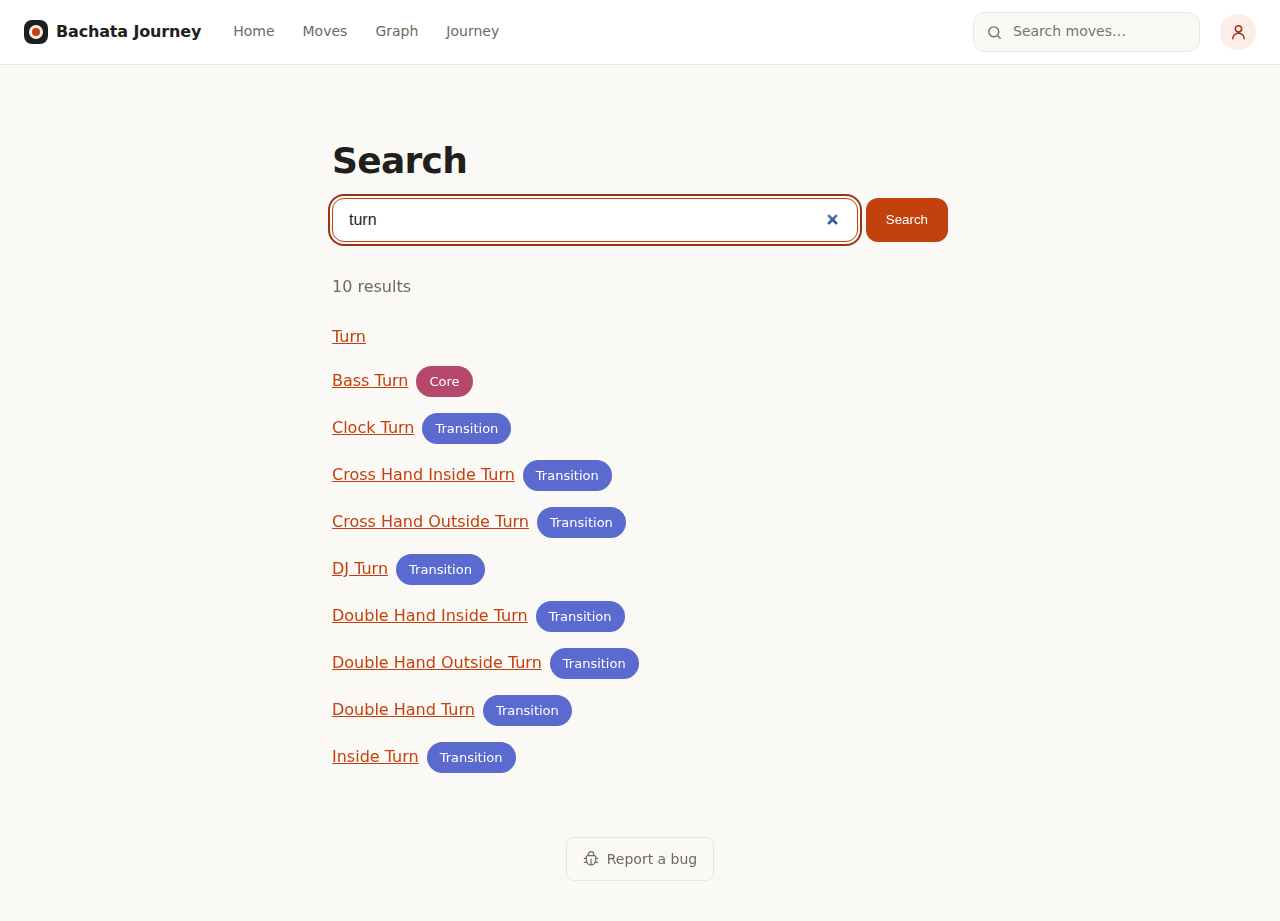 Bachata Journey Home Moves Graph Journey Search moves...
Search
turn Search
10 results
Turn
Bass Turn Core
Clock Turn Transition
Cross Hand Inside Turn Transition
Cross Hand Outside Turn Transition
DJ Turn Transition
Double Hand Inside Turn Transition
Double Hand Outside Turn Transition
Double Hand Turn Transition
Inside Turn Transition
Report a bug